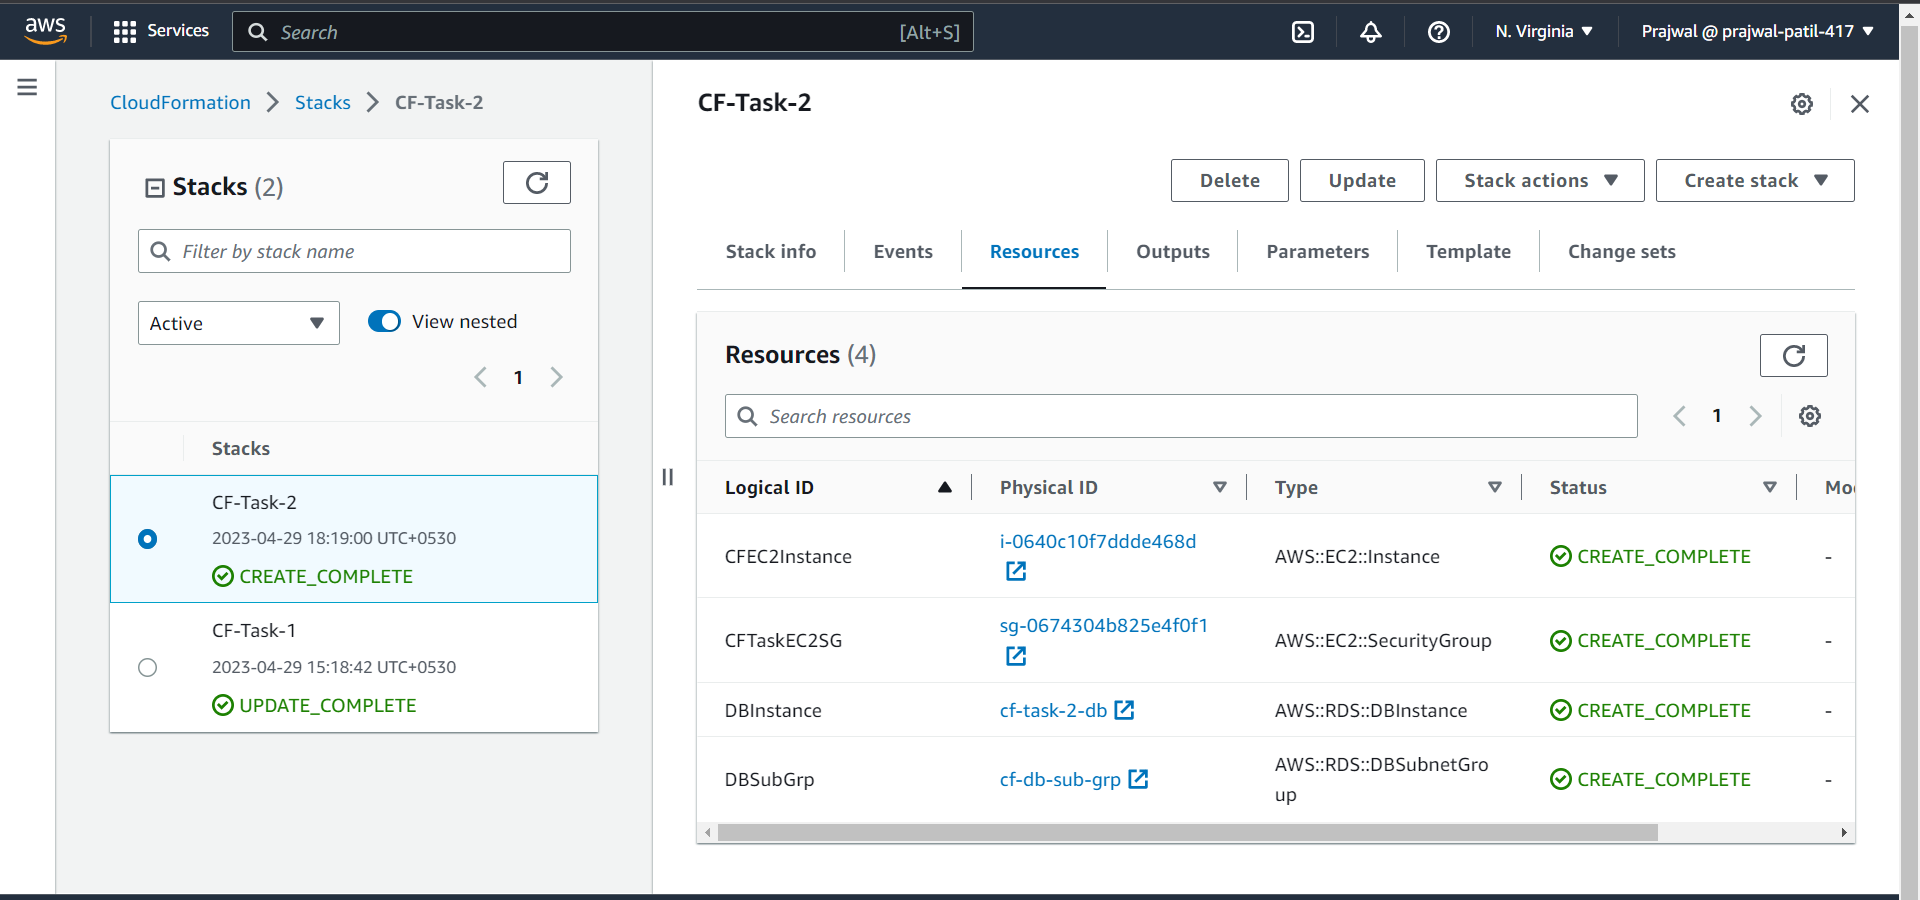 aws
Services
Search [Alt+S]
N. Virginia
Prajwal @ prajwal-patil-417
CloudFormation > Stacks > CF-Task-2
Stacks (2)
Filter by stack name
Active
View nested
1
Stacks
CF-Task-2
2023-04-29 18:19:00 UTC+0530
CREATE_COMPLETE
CF-Task-1
2023-04-29 15:18:42 UTC+0530
UPDATE_COMPLETE
CF-Task-2
Delete Update Stack actions Create stack
Stack info Events Resources Outputs Parameters Template Change sets
Resources (4)
Search resources
1
Logical ID Physical ID Type Status Mo
CFEC2Instance i-0640c10f7ddde468d AWS::EC2::Instance CREATE_COMPLETE -
CFTaskEC2SG sg-0674304b825e4f0f1 AWS::EC2::SecurityGroup CREATE_COMPLETE -
DBInstance cf-task-2-db AWS::RDS::DBInstance CREATE_COMPLETE -
DBSubGrp cf-db-sub-grp AWS::RDS::DBSubnetGro
up CREATE_COMPLETE -